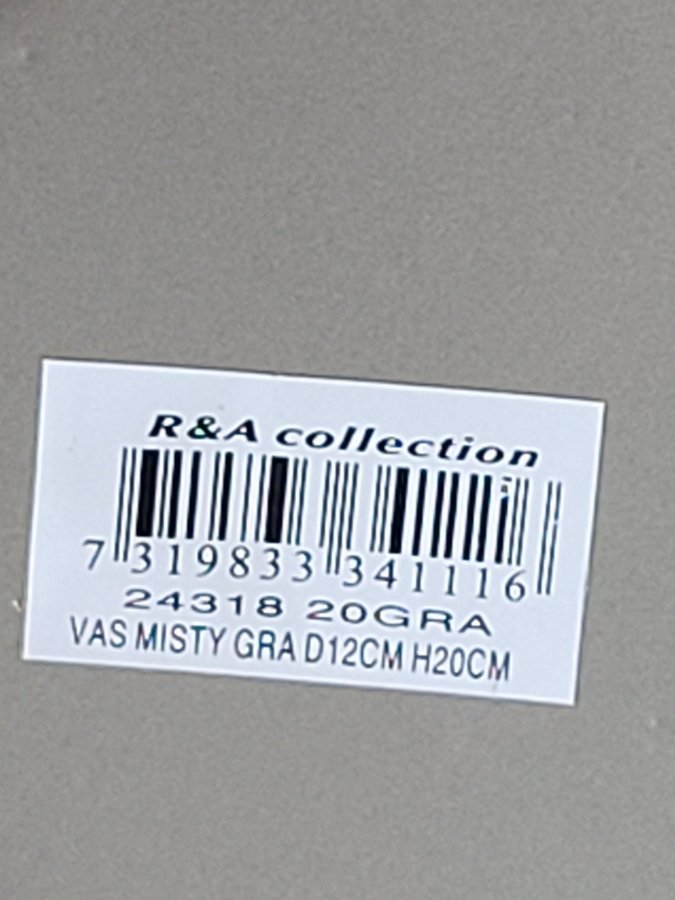 R&A collection
7 319833 341116
24318 20GRA
VAS MISTY GRA D12CM H20CM